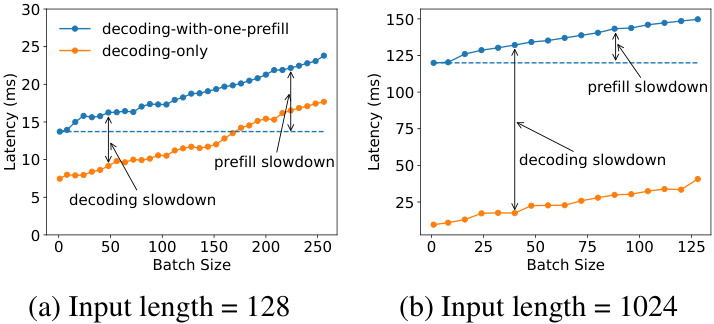 30
25
20
15
10
5
0
Latency (ms)
decoding-with-one-prefill
decoding-only
prefill slowdown
decoding slowdown
0 50 100 150 200 250
Batch Size
(a) Input length = 128
150
125
100
75
50
25
Latency (ms)
prefill slowdown
decoding slowdown
0 25 50 75 100 125
Batch Size
(b) Input length = 1024